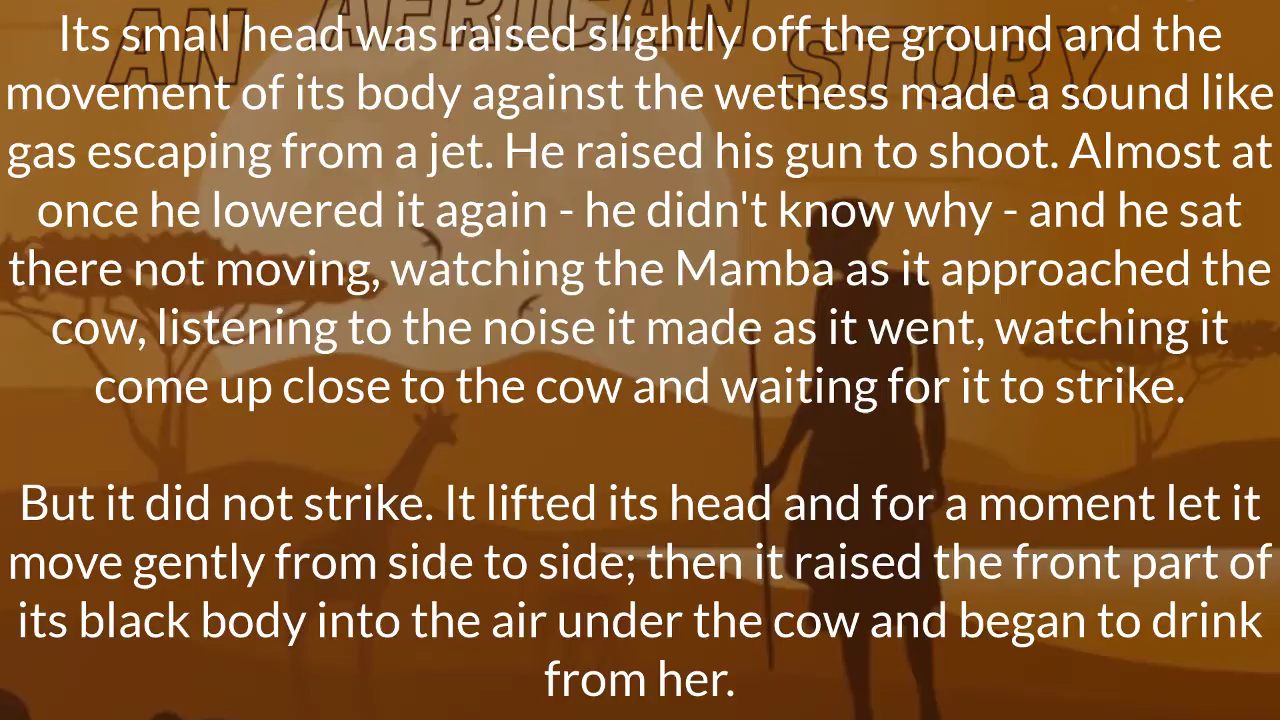 AN AFRICAN STORY
Its small head was raised slightly off the ground and the
movement of its body against the wetness made a sound like
gas escaping from a jet. He raised his gun to shoot. Almost at
once he lowered it again - he didn't know why - and he sat
there not moving, watching the Mamba as it approached the
cow, listening to the noise it made as it went, watching it
come up close to the cow and waiting for it to strike.
But it did not strike. It lifted its head and for a moment let it
move gently from side to side; then it raised the front part of
its black body into the air under the cow and began to drink
from her.